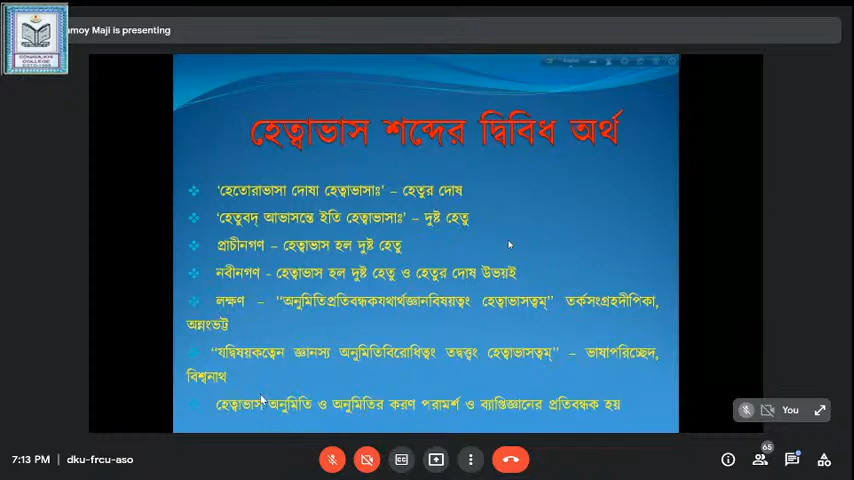 amoy Maji is presenting
হেত্বাভাস শব্দের দ্বিবিধ অর্থ
‘হেতোরাভাসা দোষা হেত্বাভাসাঃ’ – হেতুর দোষ
‘হেতুবদ্ আভাসন্তে ইতি হেত্বাভাসাঃ’ – দুষ্ট হেতু
প্রাচীনগণ – হেত্বাভাস হল দুষ্ট হেতু
নবীনগণ - হেত্বাভাস হল দুষ্ট হেতু ও হেতুর দোষ উভয়ই
লক্ষণ – “অনুমিতিপ্রতিবন্ধকযথার্থজ্ঞানবিষয়ত্বং হেত্বাভাসত্বম্” তর্কসংগ্রহদীপিকা,
অন্নংভট্ট
“যদ্বিষয়কত্বেন জ্ঞানস্য অনুমিতিবিরোধিত্বং তদ্বত্ত্বং হেত্বাভাসত্বম্” – ভাষাপরিচ্ছেদ,
বিশ্বনাথ
হেত্বাভাস অনুমিতি ও অনুমিতির করণ পরামর্শ ও ব্যাপ্তিজ্ঞানের প্রতিবন্ধক হয়
You
65
7:13 PM | dku-frcu-aso